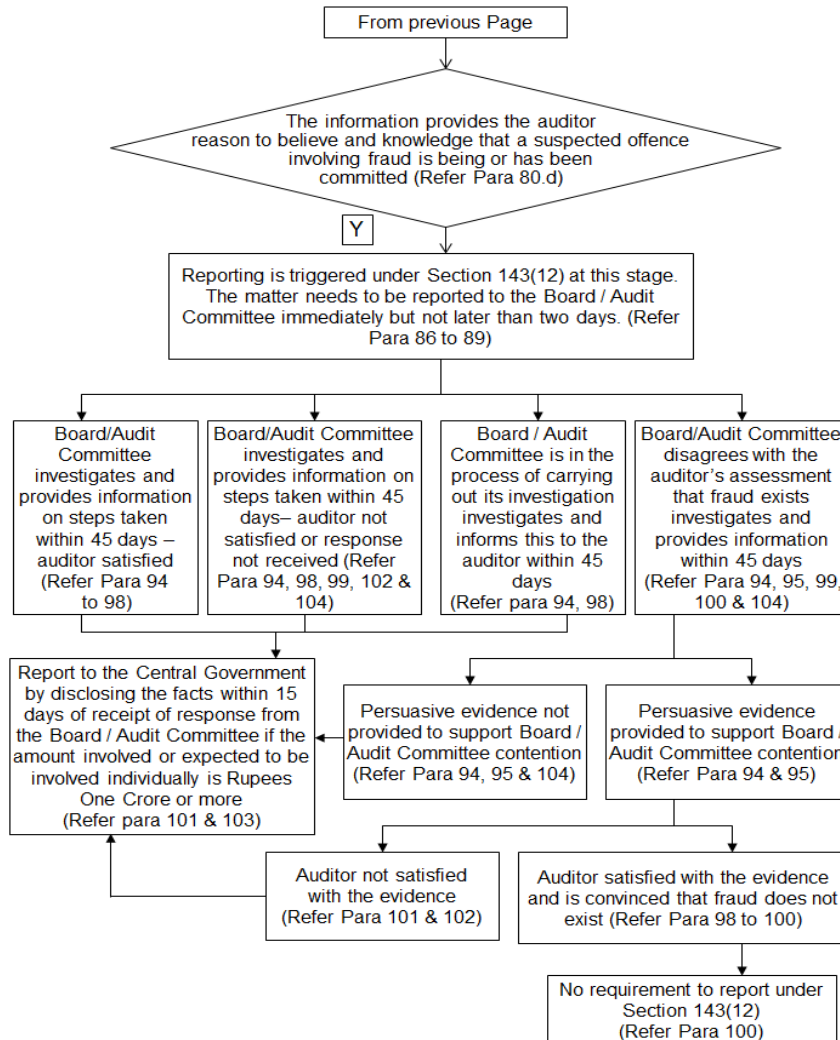 From previous Page
The information provides the auditor
reason to believe and knowledge that a suspected offence
involving fraud is being or has been
committed (Refer Para 80.d)
Y
Reporting is triggered under Section 143(12) at this stage.
The matter needs to be reported to the Board / Audit
Committee immediately but not later than two days. (Refer
Para 86 to 89)
Board/Audit
Committee
investigates and
provides information
on steps taken
within 45 days –
auditor satisfied
(Refer Para 94
to 98)
Board/Audit Committee
investigates and
provides information on
steps taken within 45
days– auditor not
satisfied or response
not received (Refer
Para 94, 98, 99, 102 &
104)
Board / Audit
Committee is in the
process of carrying
out its investigation
investigates and
informs this to the
auditor within 45
days
(Refer para 94, 98)
Board/Audit Committee
disagrees with the
auditor's assessment
that fraud exists
investigates and
provides information
within 45 days
(Refer Para 94, 95, 99,
100 & 104)
Report to the Central Government
by disclosing the facts within 15
days of receipt of response from
the Board / Audit Committee if the
amount involved or expected to be
involved individually is Rupees
One Crore or more
(Refer para 101 & 103)
Persuasive evidence not
provided to support Board /
Audit Committee contention
(Refer Para 94, 95 & 104)
Persuasive evidence
provided to support Board /
Audit Committee contention
(Refer Para 94 & 95)
Auditor not satisfied
with the evidence
(Refer Para 101 & 102)
Auditor satisfied with the evidence
and is convinced that fraud does not
exist (Refer Para 98 to 100)
No requirement to report under
Section 143(12)
(Refer Para 100)